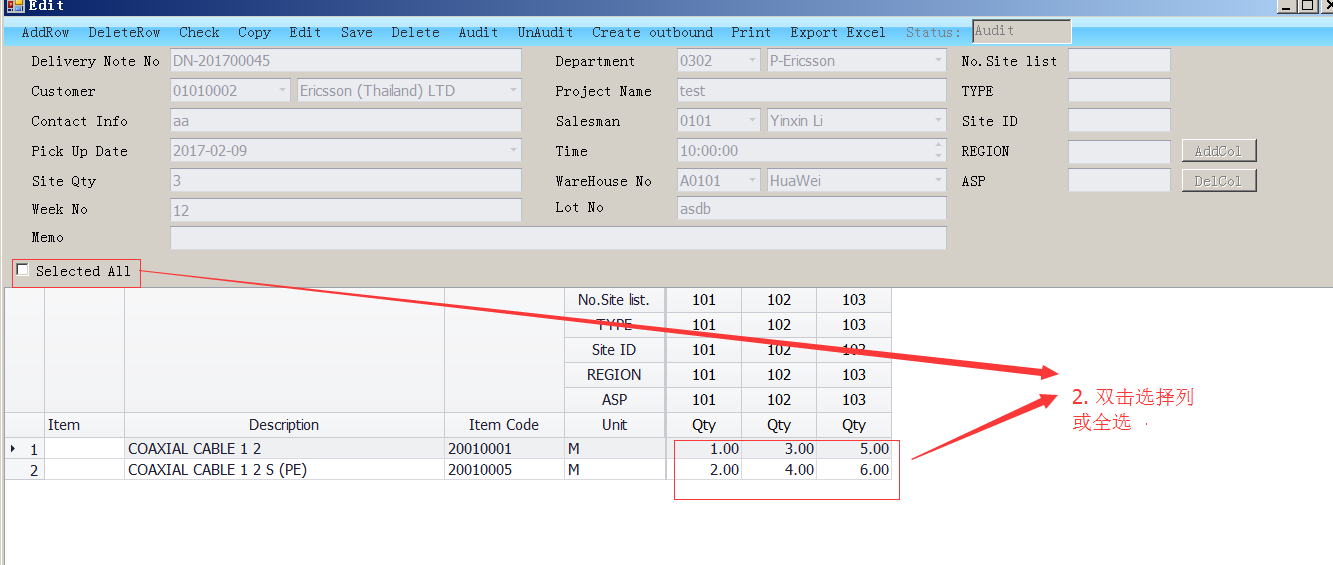 Edit
AddRow DeleteRow Check Copy Edit Save Delete Audit UnAudit Create outbound Print Export Excel Status: Audit
Delivery Note No DN-201700045 Department 0302 P-Ericsson No.Site list
Customer 01010002 Ericsson (Thailand) LTD Project Name test TYPE
Contact Info aa Salesman 0101 Yinxin Li Site ID
Pick Up Date 2017-02-09 Time 10:00:00 REGION AddCol
Site Qty 3 WareHouse No A0101 HuaWei ASP DelCol
Week No 12 Lot No asdb
Memo
Selected All
No.Site list. 101 102 103
TYPE 101 102 103
Site ID 101 102 103
REGION 101 102 103
ASP 101 102 103
Item Description Item Code Unit Qty Qty Qty
1 COAXIAL CABLE 1 2 20010001 M 1.00 3.00 5.00
2 COAXIAL CABLE 1 2 S (PE) 20010005 M 2.00 4.00 6.00
2. 双击选择列
或全选 .